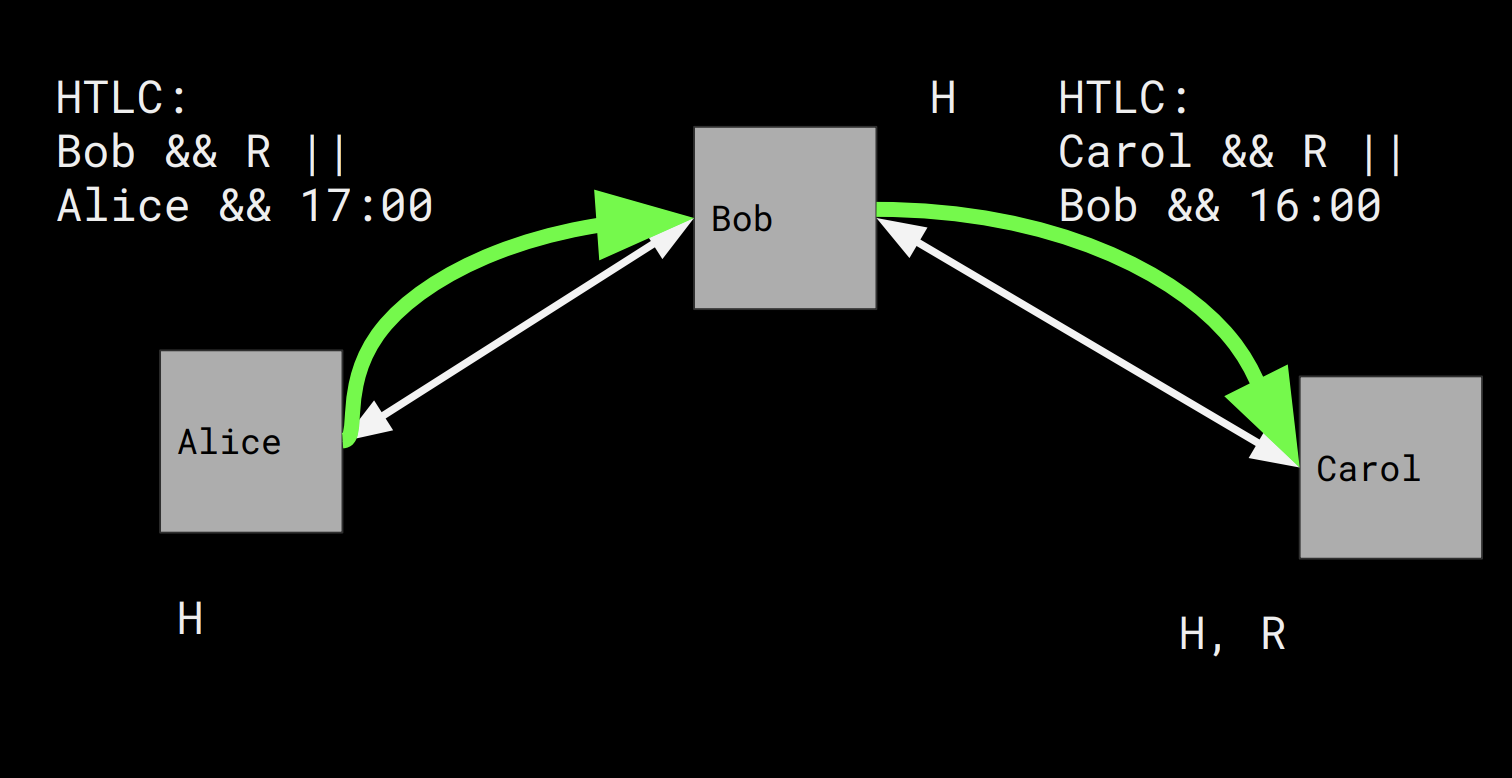 HTLC:
Bob && R ||
Alice && 17:00
H
HTLC:
Carol && R ||
Bob && 16:00
Bob
Alice
Carol
H
H, R